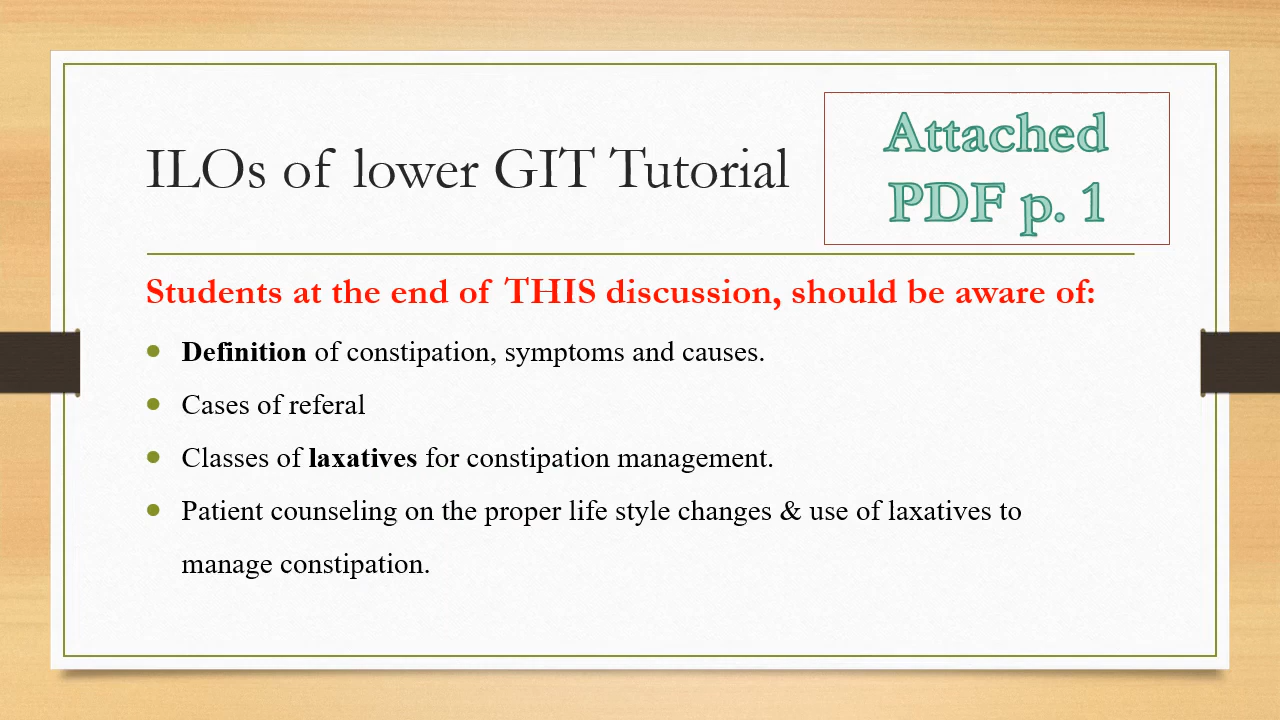 ILOs of lower GIT Tutorial
Attached
PDF p. 1
Students at the end of THIS discussion, should be aware of:
Definition of constipation, symptoms and causes.
Cases of referal
Classes of laxatives for constipation management.
Patient counseling on the proper life style changes & use of laxatives to
manage constipation.